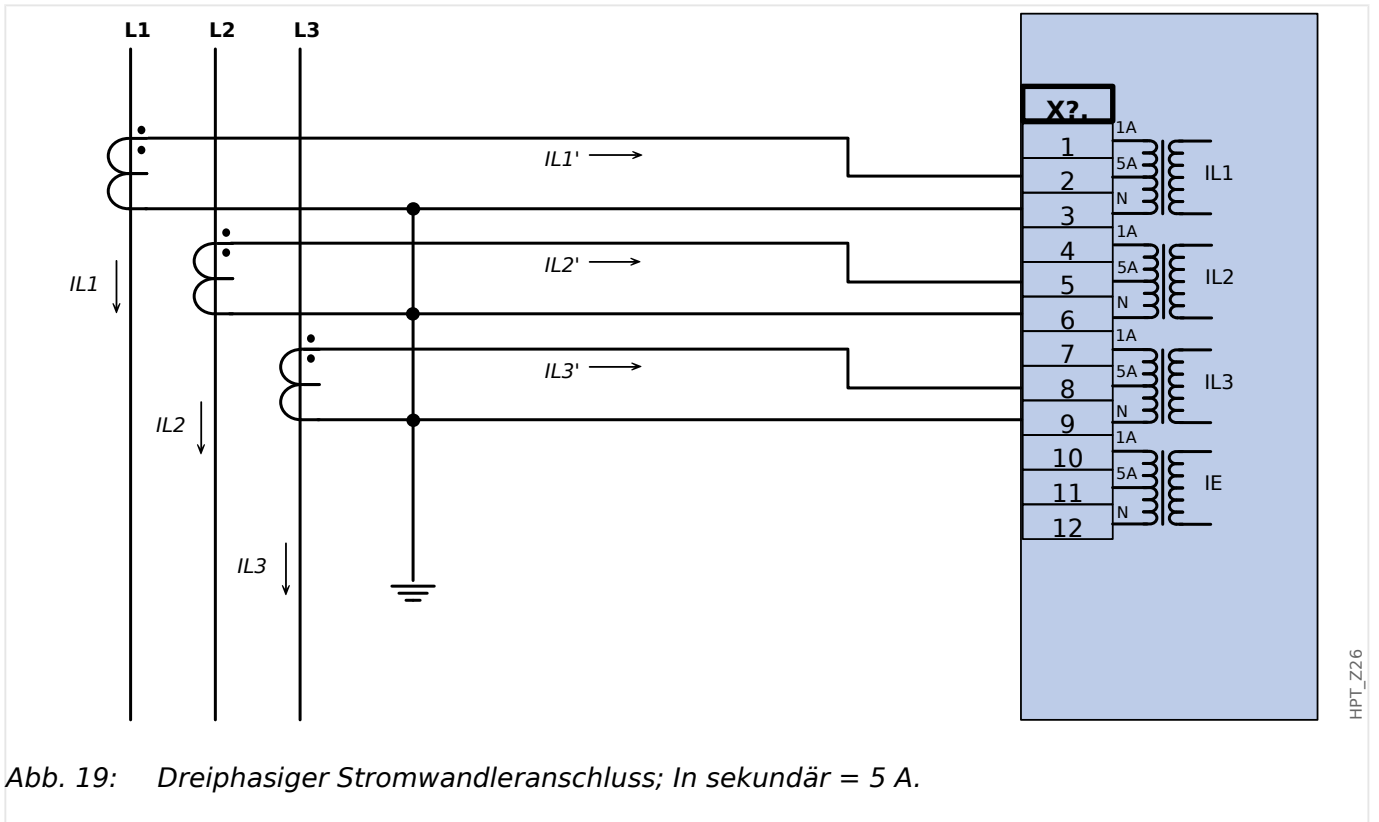 L1 L2 L3
X?.
1A
1
IL1'
5A
IL1
2
N
3
1A
4
IL2'
5A
IL2
IL1
5
N
6
1A
7
IL3'
5A
IL3
8
N
IL2
9
1A
10
5A
IE
11
N
12
IL3
HPT_Z26
Abb. 19: Dreiphasiger Stromwandleranschluss; In sekundär = 5 A.